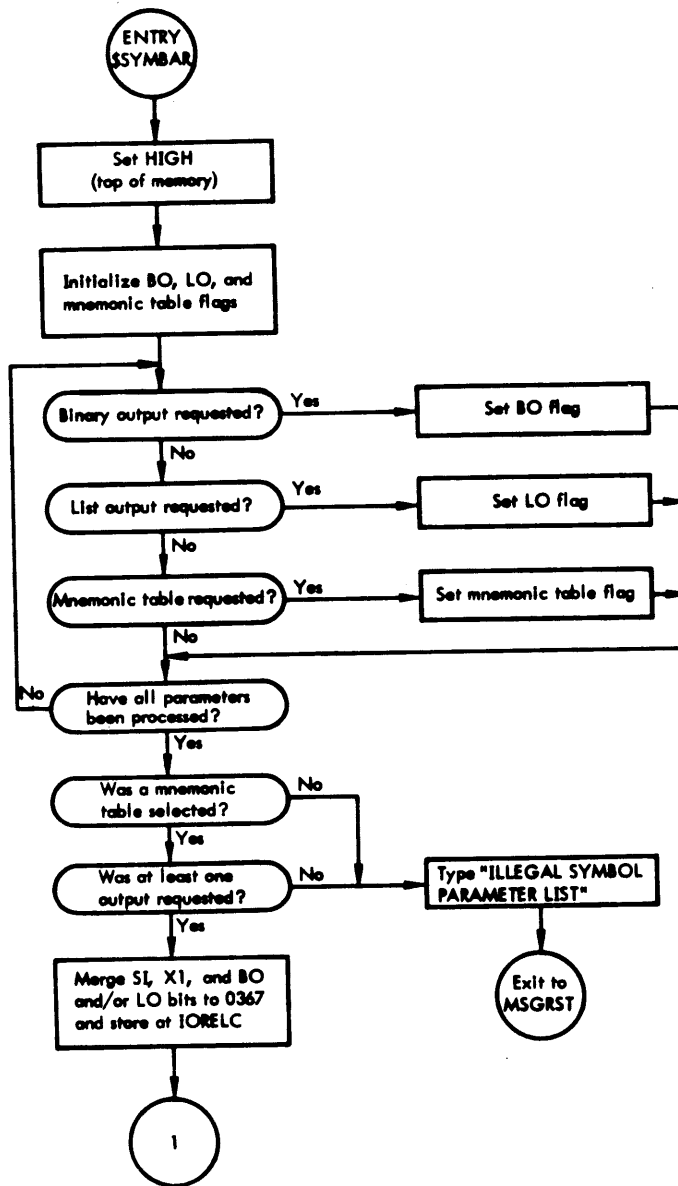 ENTRY
$SYMBAR
Set HIGH
(top of memory)
Initialize BO, LO, and
mnemonic table flags
Binary output requested?
Yes
Set BO flag
No
List output requested?
Yes
Set LO flag
No
Mnemonic table requested?
Yes
Set mnemonic table flag
No
No
Have all parameters
been processed?
Yes
Was a mnemonic
table selected?
No
Yes
Was at least one
output requested?
No
Type "ILLEGAL SYMBOL
PARAMETER LIST"
Yes
Merge SI, X1, and BO
and/or LO bits to 0367
and store at IORELC
Exit to
MSGRST
1